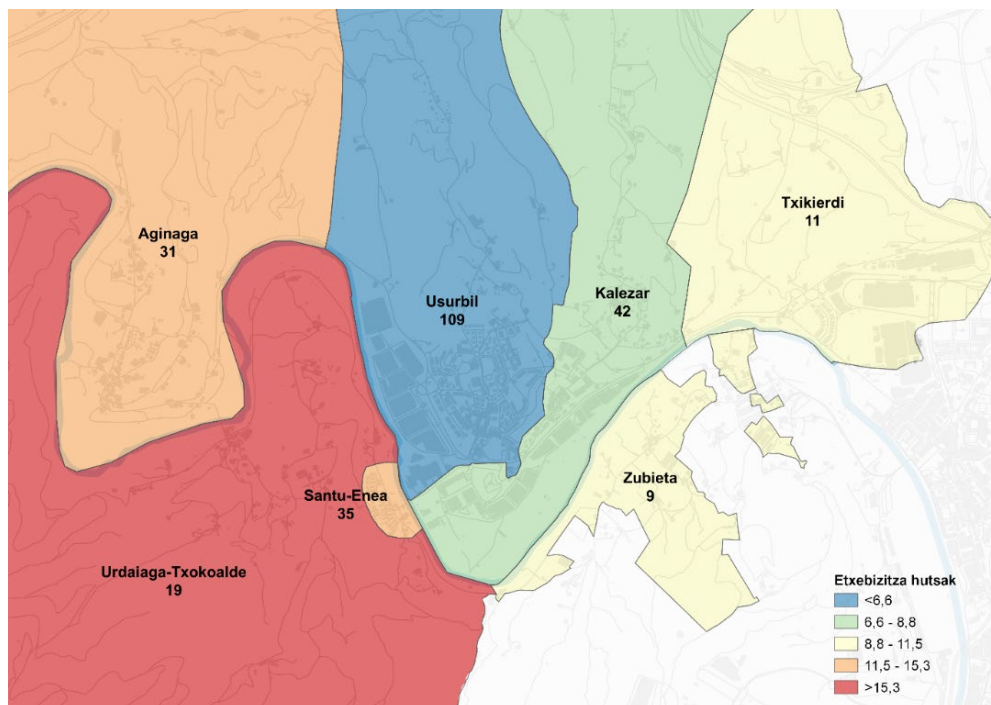 Txikierdi
11
Aginaga
31
Kalezar
42
Usurbil
109
Zubieta
9
Santu-Enea
35
Urdaiaga-Txokoalde
19
Etxebizitza hutsak
<6,6
6,6 - 8,8
8,8 - 11,5
11,5 - 15,3
>15,3